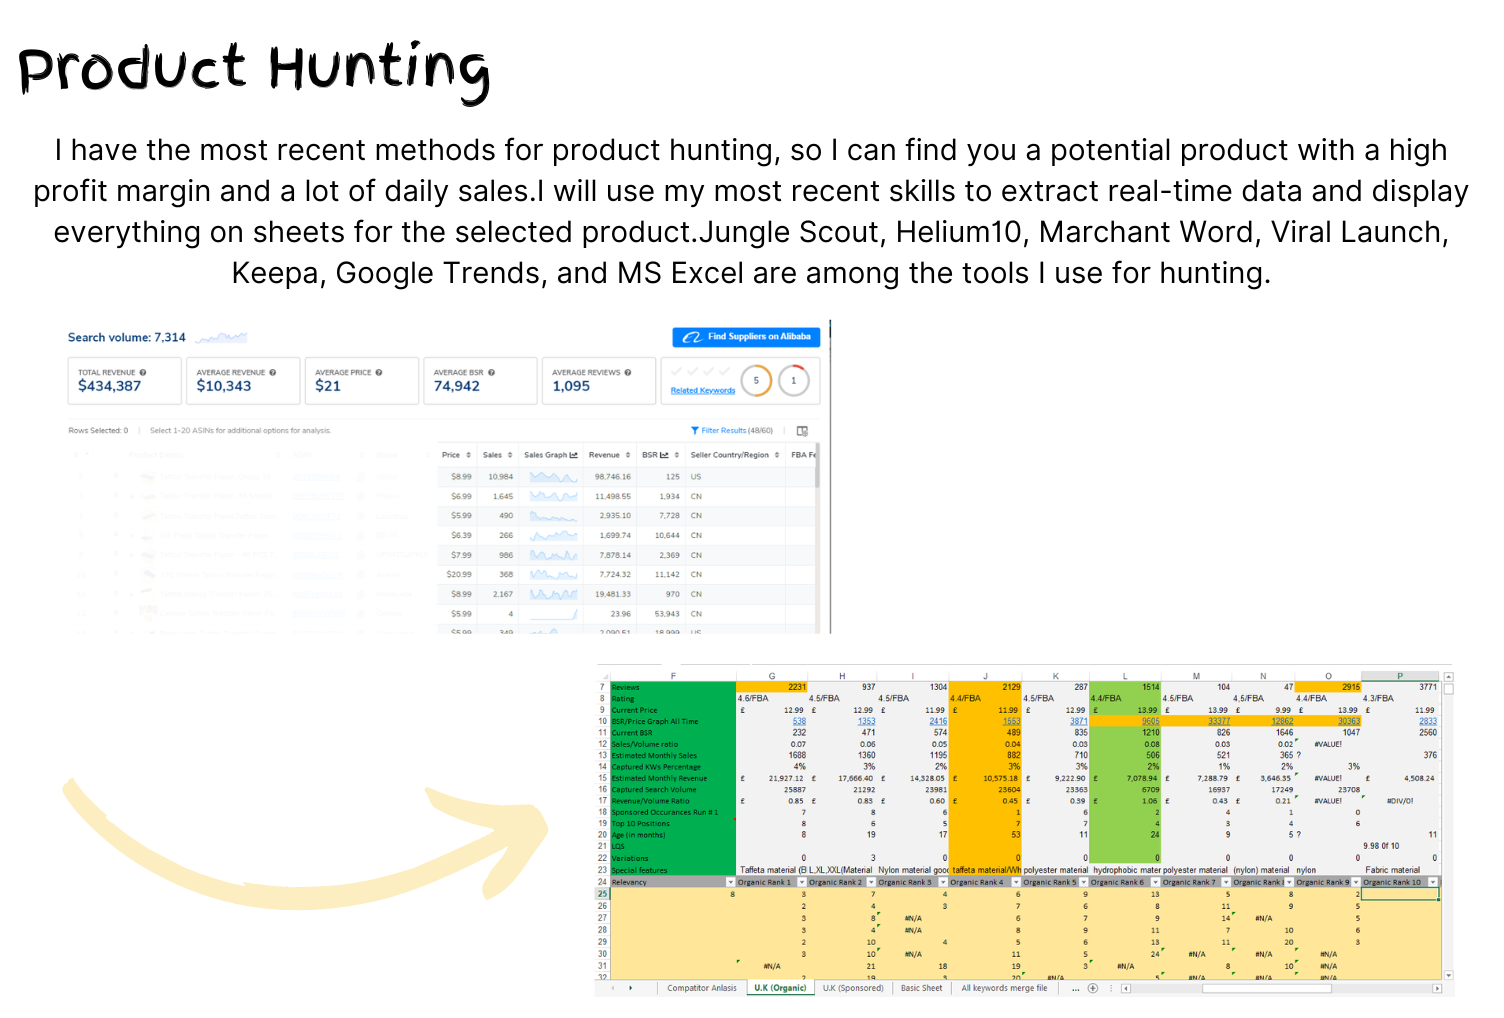 Product Hunting
I have the most recent methods for product hunting, so I can find you a potential product with a high
profit margin and a lot of daily sales.I will use my most recent skills to extract real-time data and display
everything on sheets for the selected product.Jungle Scout, Helium10, Marchant Word, Viral Launch,
Keepa, Google Trends, and MS Excel are among the tools I use for hunting.
Search volume: 7,314
Find Suppliers on Alibaba
TOTAL REVENUE AVERAGE REVENUE AVERAGE PRICE AVERAGE BSR AVERAGE REVIEWS
$434,387 $10,343 $21 74,942 1,095
Related Keywords 5 1
Rows Selected: 0 | Select 1-20 ASINs for additional options for analysis. Filter Results (48/60)
Price Sales Sales Graph Revenue BSR Seller Country/Region FBA Fe
$8.99 10,984 98,746.16 125 US
$6.99 1,645 11,498.55 1,934 CN
$5.99 490 2,935.10 7,728 CN
$6.39 266 1,699.74 10,644 CN
$7.99 986 7,878.14 2,369 CN
$20.99 368 7,724.32 11,142 CN
$8.99 2,167 19,481.33 970 CN
$5.99 4 23.96 53,943 CN
$5.99 349 2,090.51 18,999 US
F G H I J K L M N O P
7 Reviews 2231 937 1304 2129 287 1514 104 47 2915 3771
8 Rating 4.6/FBA 4.5/FBA 4.5/FBA 4.4/FBA 4.5/FBA 4.4/FBA 4.5/FBA 4,5/FBA 4.4/FBA 4.3/FBA
9 Current Price £ 12.99 £ 12.99 £ 11.99 £ 11.99 £ 12.99 £ 13.99 £ 13.99 £ 9.99 £ 13.99 £ 11.99
10 BSR/Price Graph All Time 538 1353 2416 1553 3871 9605 33377 12862 30363 2833
11 Current BSR 232 471 574 489 835 1210 826 1646 1047 2560
12 Sales/Volume ratio 0.07 0.06 0.05 0.04 0.03 0.08 0.03 0.02 #VALUE!
13 Estimated Monthly Sales 1688 1360 1195 882 710 506 521 365 ? 376
14 Captured KWs Percentage 4% 3% 2% 3% 3% 2% 1% 2% 3%
15 Estimated Monthly Revenue £ 21,927.12 £ 17,666.40 £ 14,328.05 £ 10,575.18 £ 9,222.90 £ 7,078.94 £ 7,288.79 £ 3,646.35 #VALUE! £ 4,508.24
16 Captured Search Volume 25887 21292 23981 23604 23363 6709 16937 17249 23708
17 Revenue/Volume Ratio £ 0.85 £ 0.83 £ 0.60 £ 0.45 £ 0.39 £ 1.06 £ 0.43 £ 0.21 #VALUE! #DIV/0!
18 Sponsored Occurances Run # 1 7 8 6 1 6 2 4 1 0
19 Top 10 Positions 8 6 5 7 7 4 3 4 6
20 Age (in months) 8 19 17 53 11 24 9 5 ? 11
21 LQS 9.98 0f 10
22 Variations 0 3 0 0 0 0 0 0 0 0
23 Special features Taffeta material (B L,XL,XXL(Material Nylon material good taffeta material/Wh polyester material hydrophobic mater polyester material (nylon) material nylon Fabric material
24 Relevancy Organic Rank 1 Organic Rank 2 Organic Rank 3 Organic Rank 4 Organic Rank 5 Organic Rank 6 Organic Rank 7 Organic Rank Organic Rank 9 Organic Rank 10
25 8 3 7 4 6 9 13 5 8 2
26 2 4 3 7 6 8 11 9 5
27 3 8 #N/A 6 7 9 14 #N/A 5
28 3 4 #N/A 8 9 11 7 10 6
29 2 10 4 5 6 13 11 20 3
30 3 10 #N/A 11 5 24 #N/A #N/A #N/A
31 #N/A 21 18 19 3 #N/A 8 10 #N/A
32 2 19 3 20 #N/A 5 #N/A #N/A #N/A
Compatitor Anlasis U.K (Organic) U.K (Sponsored) Basic Sheet All keywords merge file ...